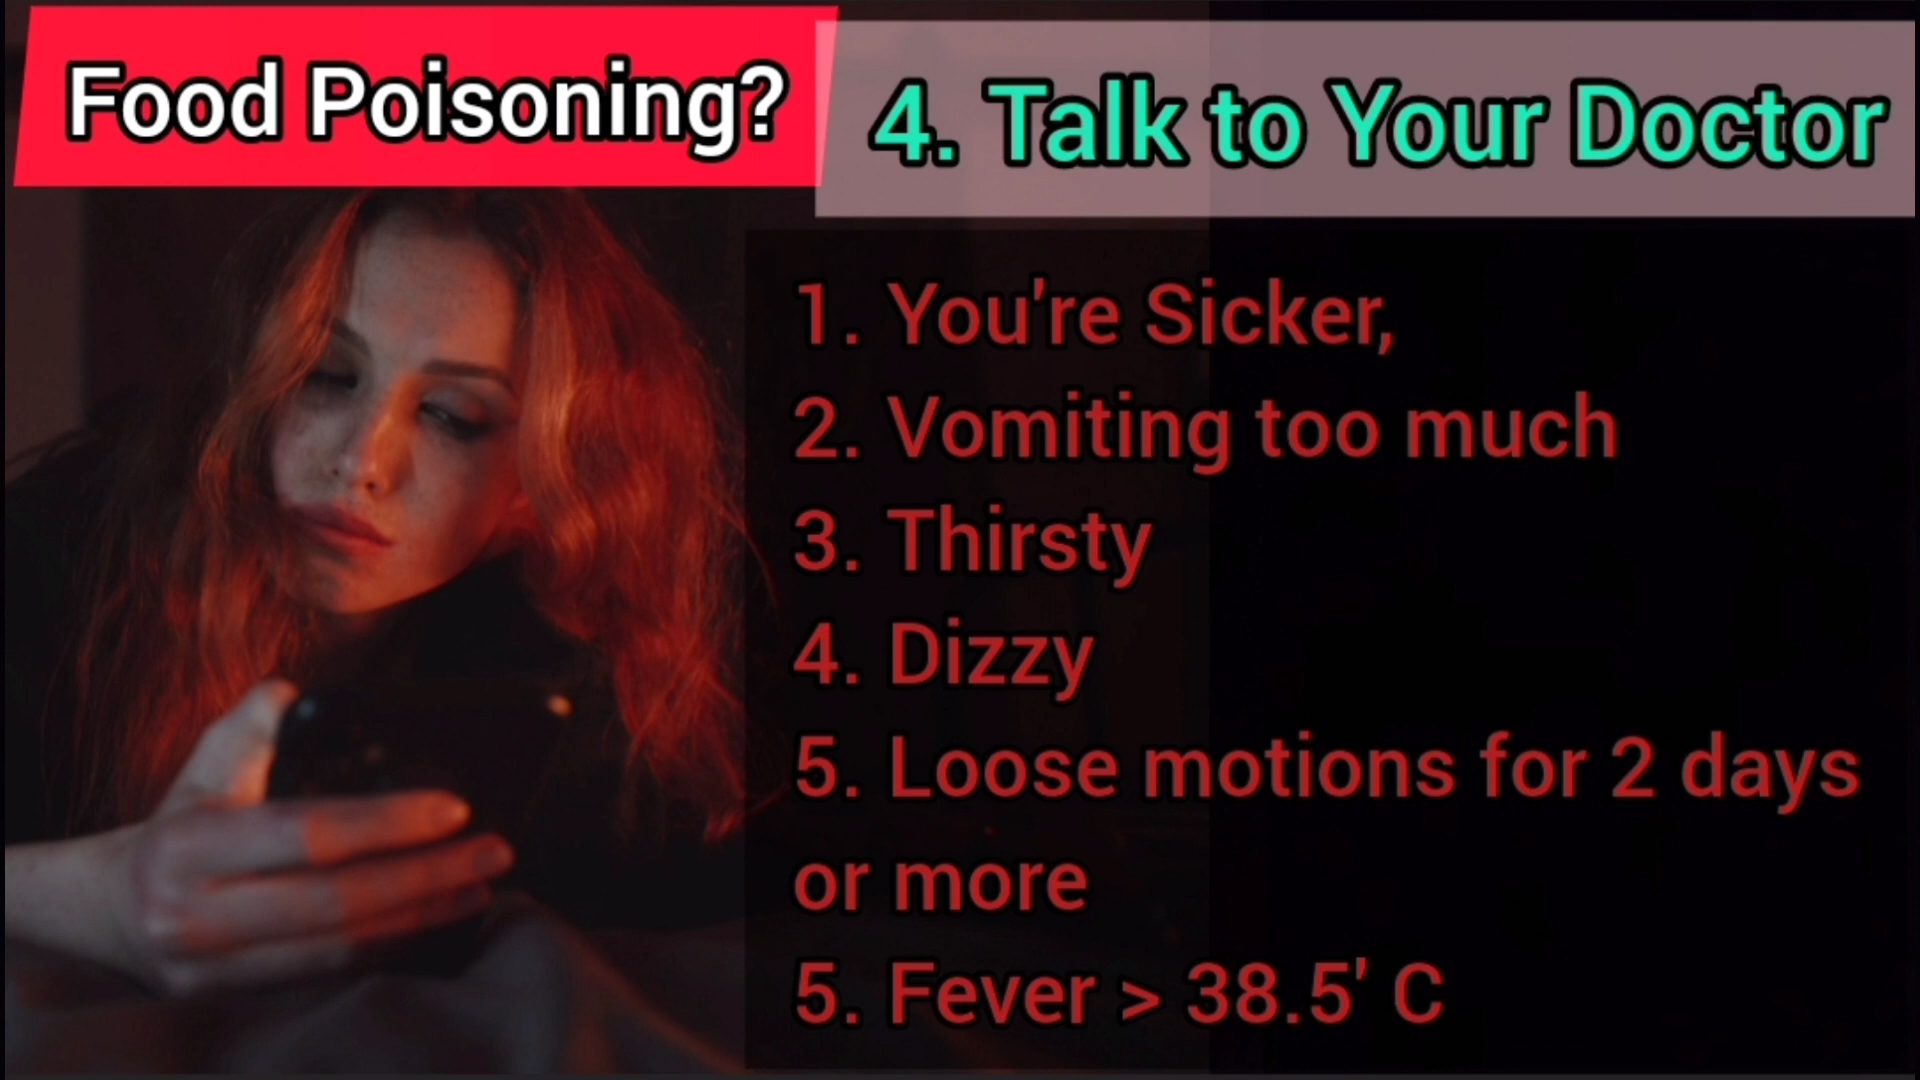 Food Poisoning?
4. Talk to Your Doctor
1. You're Sicker,
2. Vomiting too much
3. Thirsty
4. Dizzy
5. Loose motions for 2 days
or more
5. Fever > 38.5' C